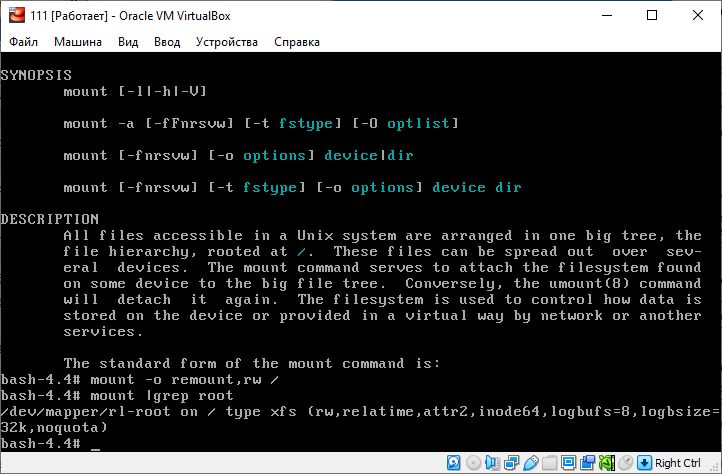 111 [Работает] - Oracle VM VirtualBox
Файл Машина Вид Ввод Устройства Справка
SYNOPSIS
mount [-l|-h|-V]
mount -a [-fFnrsvw] [-t fstype] [-O optlist]
mount [-fnrsvw] [-o options] device|dir
mount [-fnrsvw] [-t fstype] [-o options] device dir
DESCRIPTION
All files accessible in a Unix system are arranged in one big tree, the
file hierarchy, rooted at /. These files can be spread out over sev-
eral devices. The mount command serves to attach the filesystem found
on some device to the big file tree. Conversely, the umount(8) command
will detach it again. The filesystem is used to control how data is
stored on the device or provided in a virtual way by network or another
services.
The standard form of the mount command is:
bash-4.4# mount -o remount,rw /
bash-4.4# mount |grep root
/dev/mapper/rl-root on / type xfs (rw,relatime,attr2,inode64,logbufs=8,logbsize=
32k,noquota)
bash-4.4# _
Right Ctrl